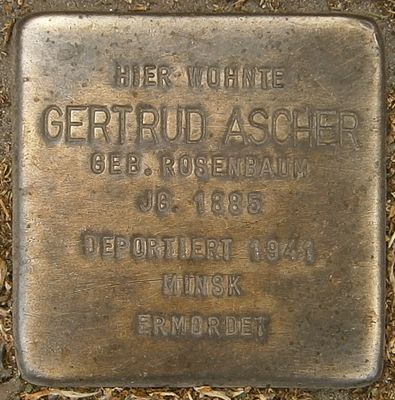 HIER WOHNTE
GERTRUD ASCHER
GEB. ROSENBAUM
JG. 1885
DEPORTIERT 1941
MINSK
ERMORDET